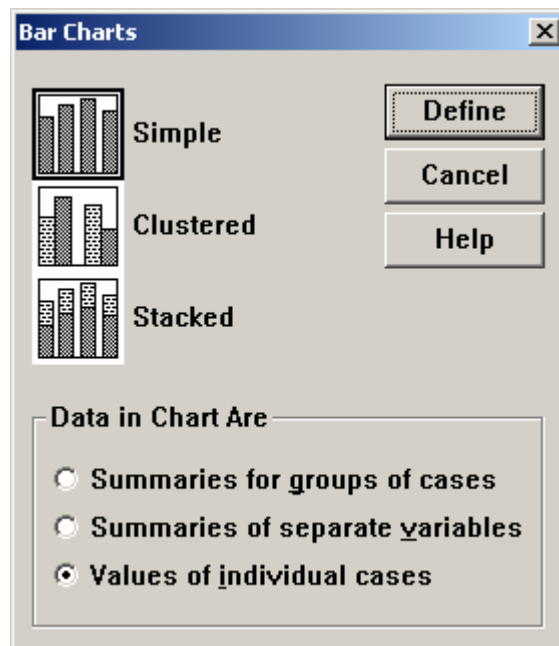 Bar Charts
Simple
Clustered
Stacked
Define
Cancel
Help
Data in Chart Are
Summaries for groups of cases
Summaries of separate variables
Values of individual cases